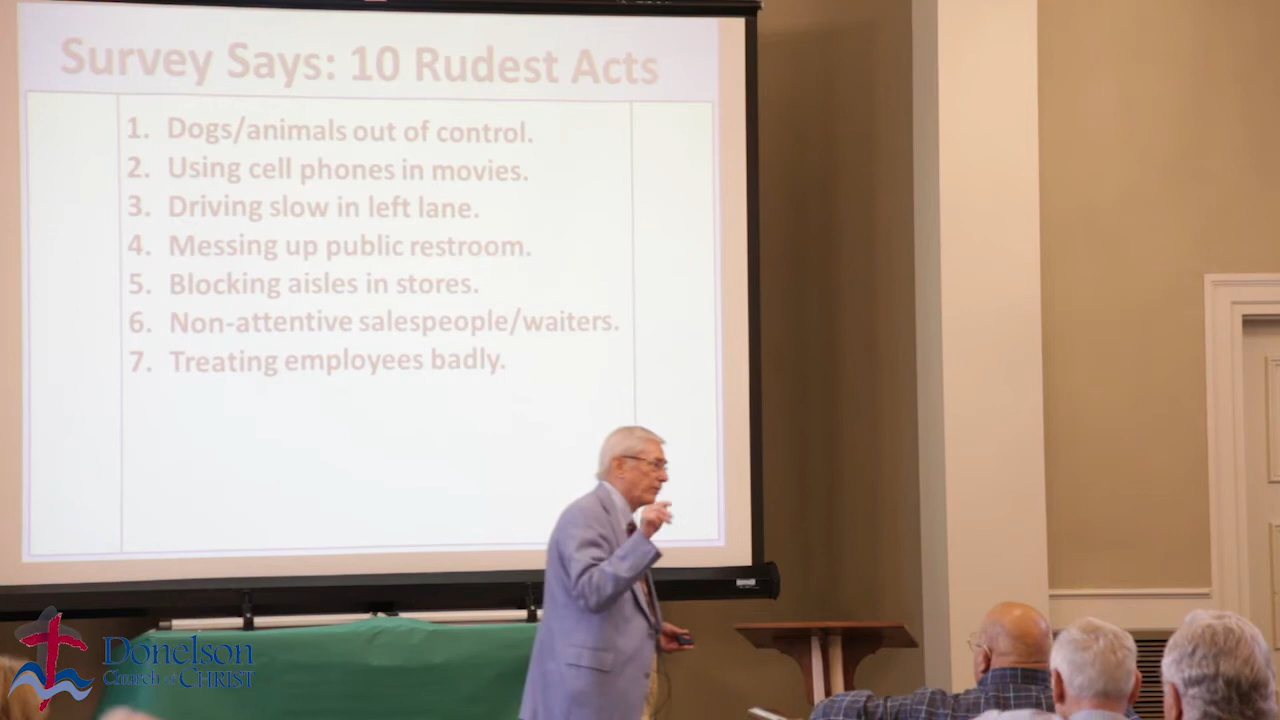 Survey Says: 10 Rudest Acts
1. Dogs/animals out of control.
2. Using cell phones in movies.
3. Driving slow in left lane.
4. Messing up public restroom.
5. Blocking aisles in stores.
6. Non-attentive salespeople/waiters.
7. Treating employees badly.
Donelson
Church of CHRIST